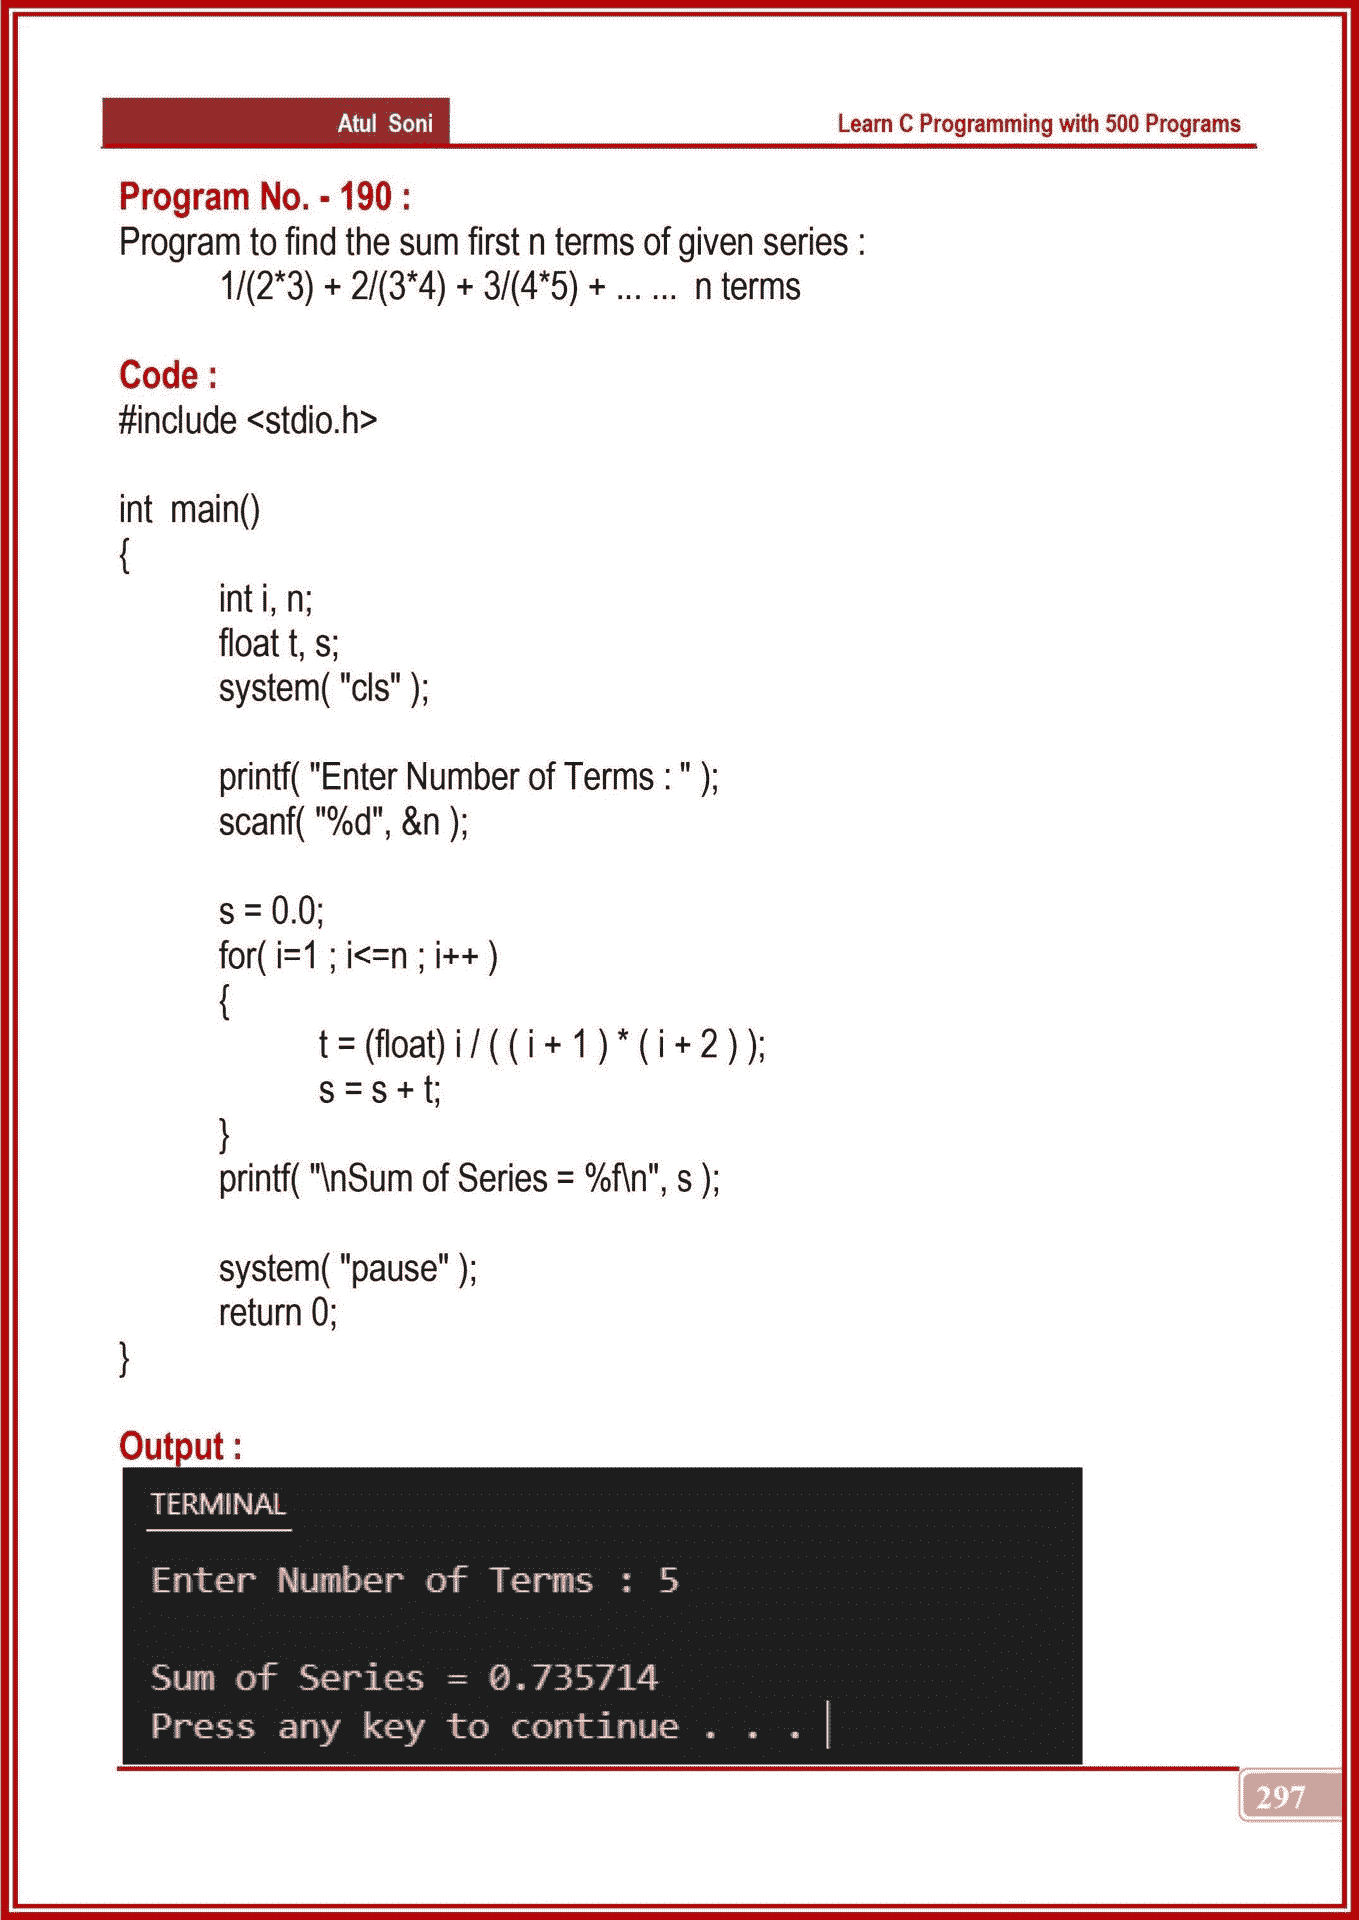 Atul Soni
Learn C Programming with 500 Programs
Program No. - 190 :
Program to find the sum first n terms of given series :
1/(2*3) + 2/(3*4) + 3/(4*5) + ... ... n terms
Code :
#include <stdio.h>
int main()
{
int i, n;
float t, s;
system( "cls" );
printf( "Enter Number of Terms : " );
scanf( "%d", &n );
s = 0.0;
for( i=1 ; i<=n ; i++ )
{
t = (float) i / ( ( i + 1 ) * ( i + 2 ) );
s = s + t;
}
printf( "\nSum of Series = %f\n", s );
system( "pause" );
return 0;
}
Output :
TERMINAL
Enter Number of Terms : 5
Sum of Series = 0.735714
Press any key to continue . . .
297